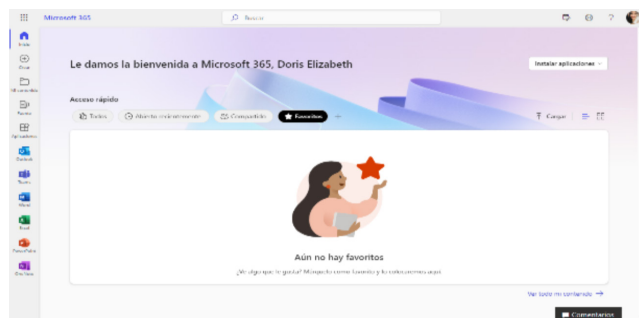 Microsoft 365
Buscar
?
Inicio
Crear
Mi contenido
Aplicaciones
Outlook
Teams
Word
Excel
PowerPoint
OneNote
Le damos la bienvenida a Microsoft 365, Doris Elizabeth
Instalar aplicaciones
Acceso rápido
Todos
Abierto recientemente
Compartido
Favoritos
+
Cargar
Aún no hay favoritos
¿Ve algo que le gusta? Márquelo como favorito y lo colocaremos aquí.
Ver todo mi contenido →
Comentarios